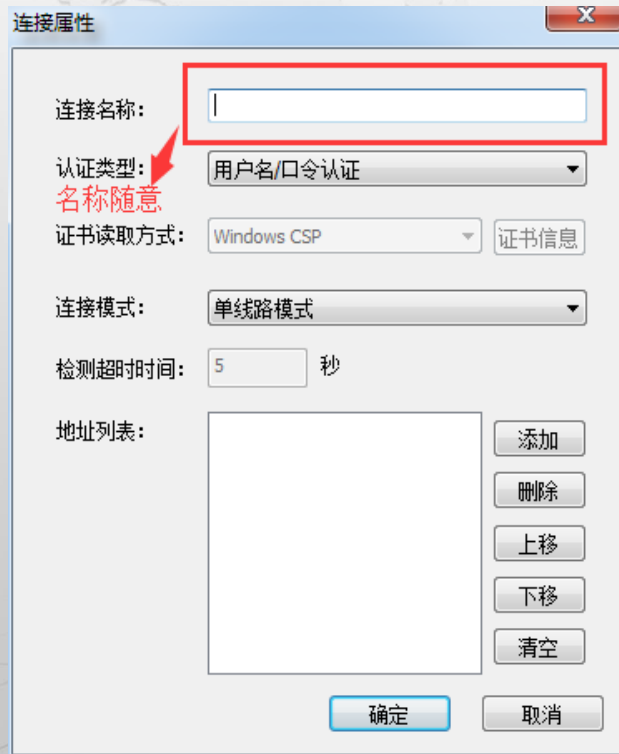 连接属性
连接名称：
认证类型： 用户名/口令认证
名称随意
证书读取方式： Windows CSP 证书信息
连接模式： 单线路模式
检测超时时间： 5 秒
地址列表：
添加
删除
上移
下移
清空
确定 取消